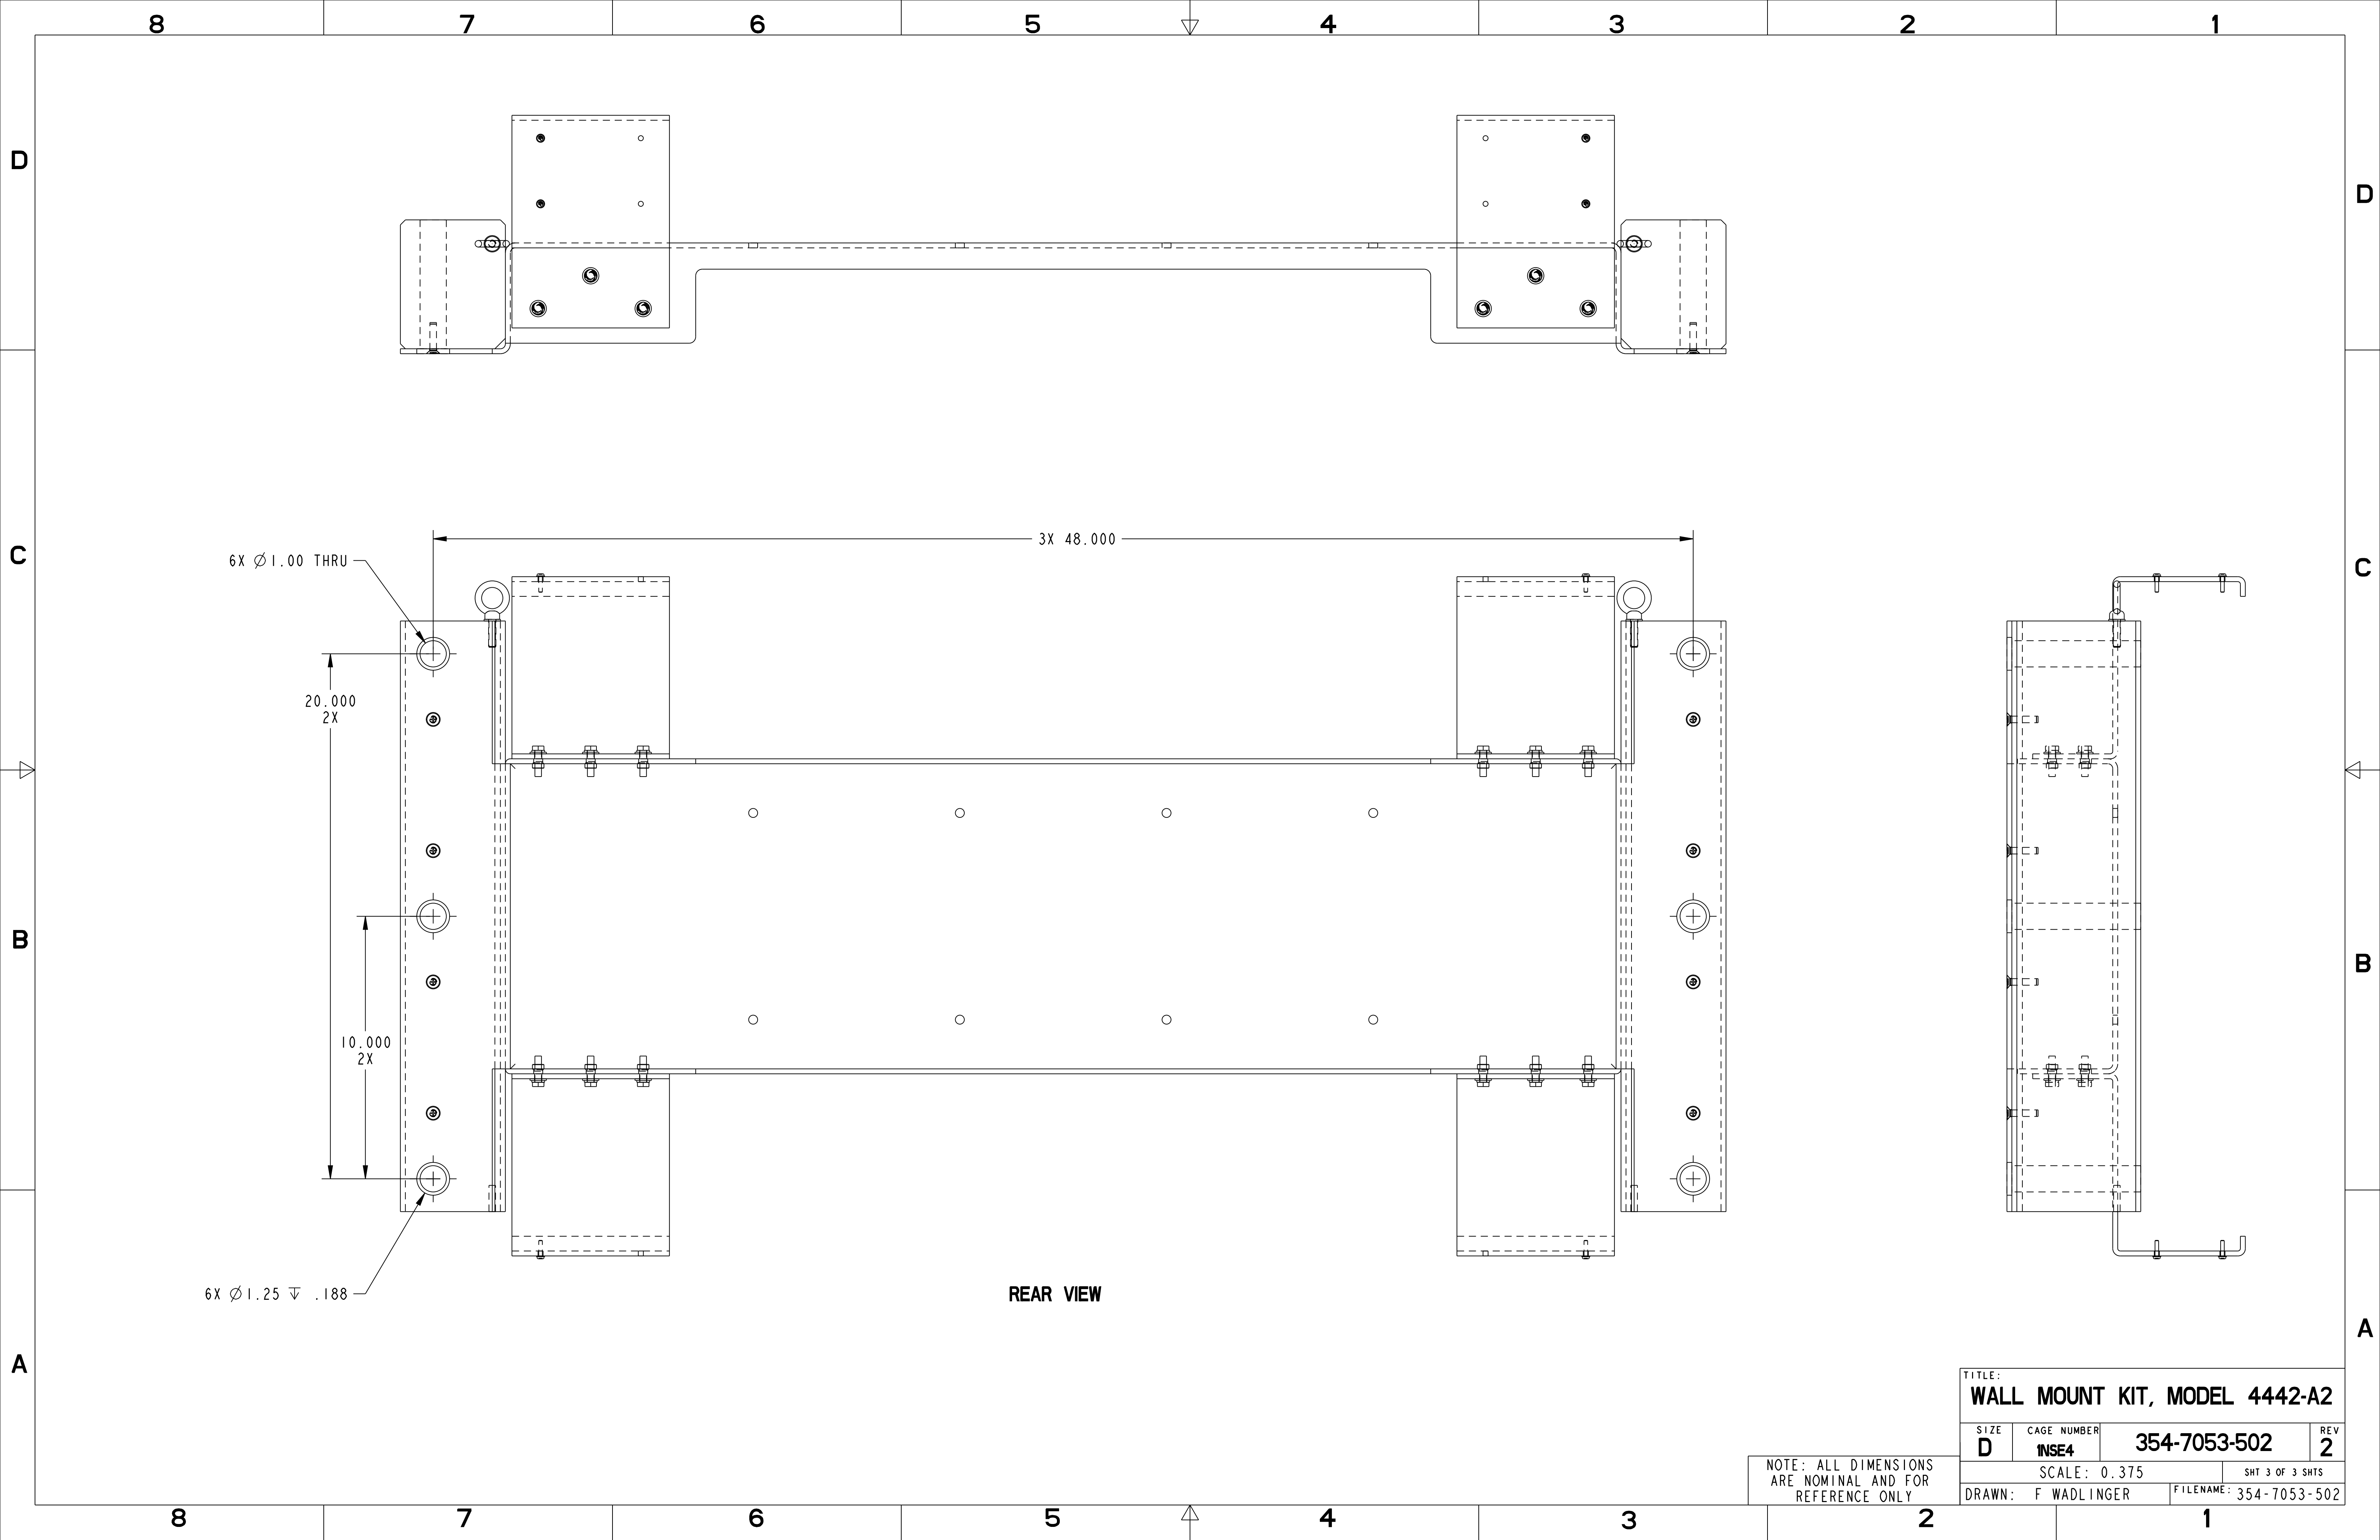 8 7 6 5 4 3 2 1
D D
3X 48.000
C C
6X Ø1.00 THRU
20.000
2X
B B
10.000
2X
6X Ø1.25 ↧ .188
REAR VIEW
A A
TITLE:
WALL MOUNT KIT, MODEL 4442-A2
SIZE CAGE NUMBER REV
D 1NSE4 354-7053-502 2
NOTE: ALL DIMENSIONS
ARE NOMINAL AND FOR
REFERENCE ONLY
SCALE: 0.375 SHT 3 OF 3 SHTS
DRAWN: F WADLINGER FILENAME: 354-7053-502
8 7 6 5 4 3 2 1